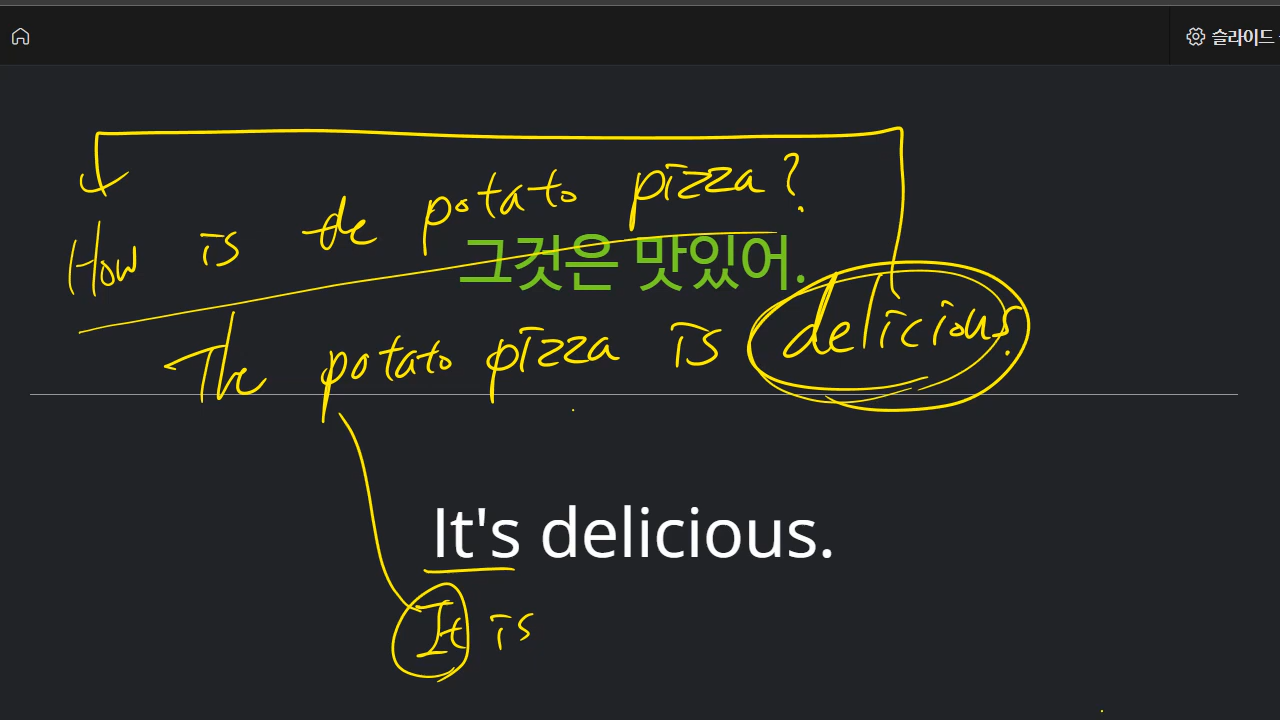 슬라이드
How is the potato pizza?
그것은 맛있어.
The potato pizza is delicious.
It's delicious.
It is